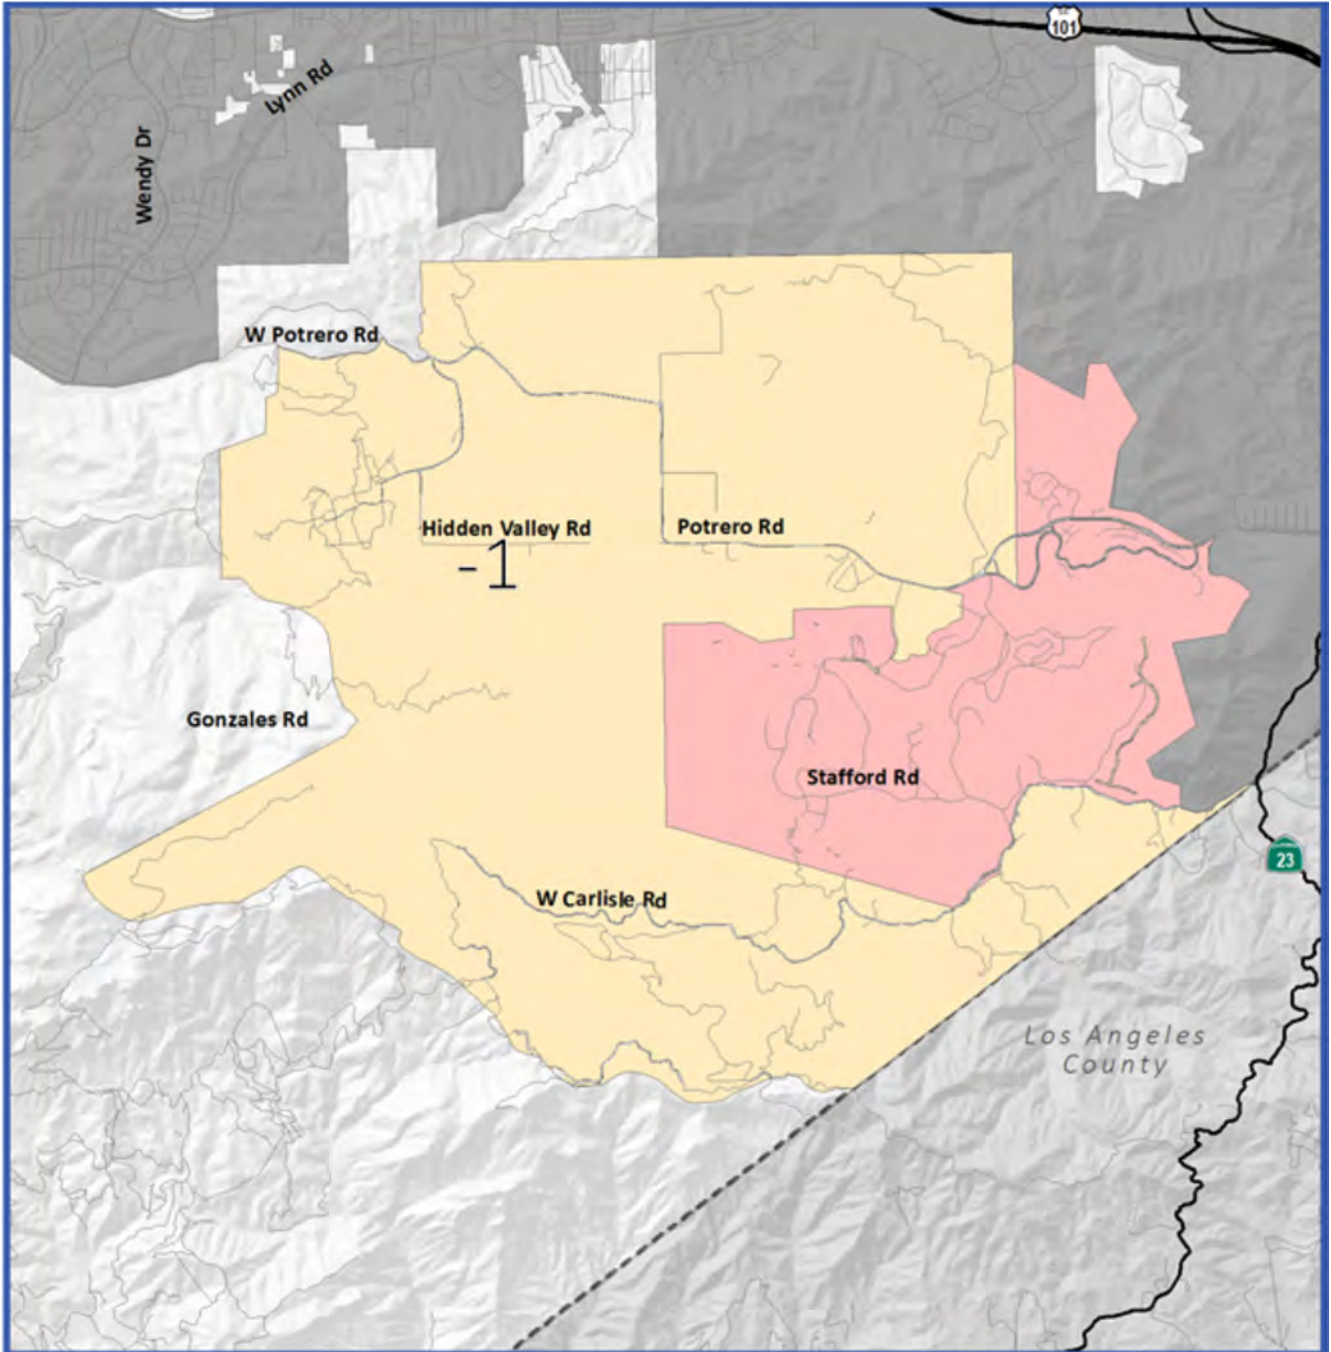 101
Lynn Rd
Wendy Dr
W Potrero Rd
Hidden Valley Rd
Potrero Rd
-1
Gonzales Rd
Stafford Rd
23
W Carlisle Rd
Los Angeles
County